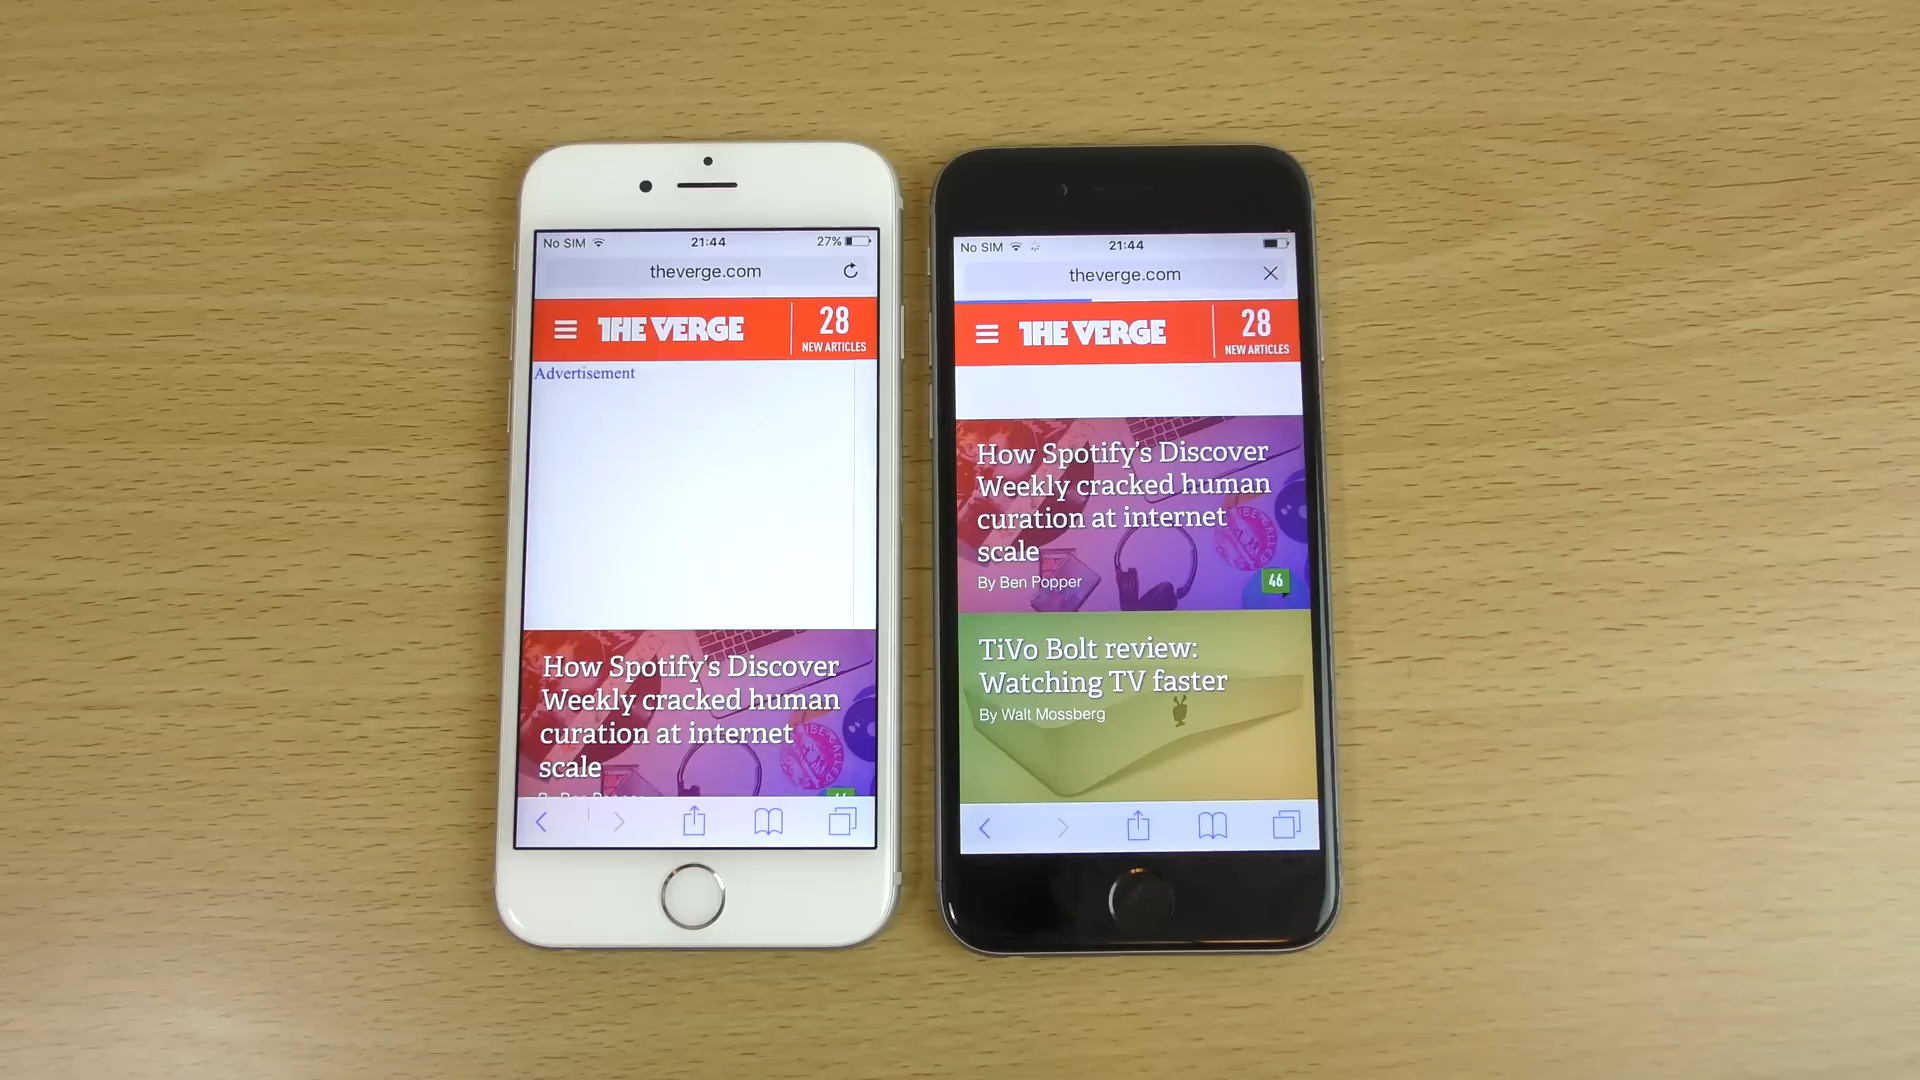 No SIM 21:44 27%
theverge.com
THE VERGE
28
NEW ARTICLES
Advertisement
How Spotify's Discover
Weekly cracked human
curation at internet
scale
No SIM 21:44
theverge.com
THE VERGE
28
NEW ARTICLES
How Spotify's Discover
Weekly cracked human
curation at internet
scale
By Ben Popper
46
TiVo Bolt review:
Watching TV faster
By Walt Mossberg